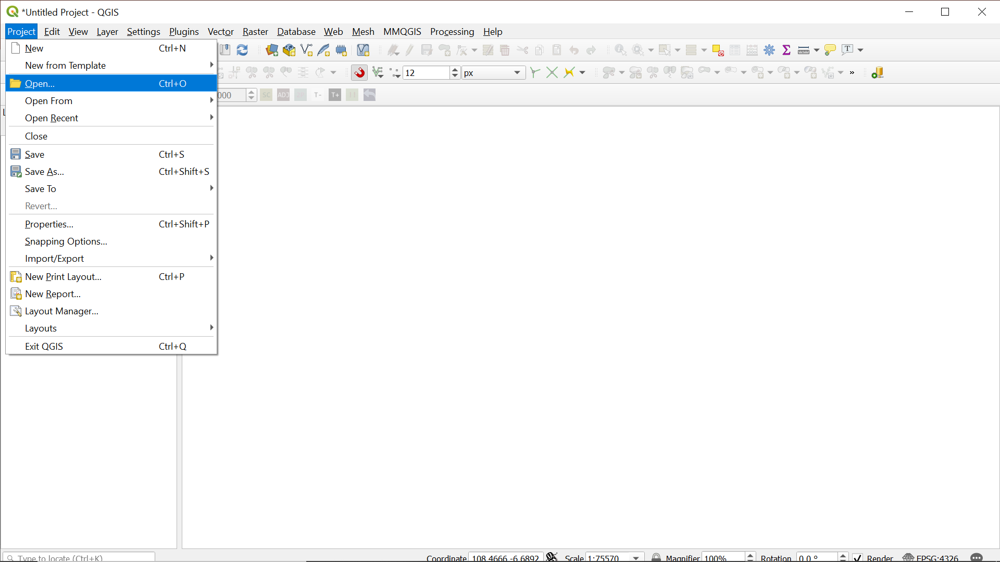 *Untitled Project - QGIS
Project Edit View Layer Settings Plugins Vector Raster Database Web Mesh MMQGIS Processing Help
New Ctrl+N
New from Template
12 px
Open... Ctrl+O
000 SC ADJ T- T+
Open From
Open Recent
Close
Save Ctrl+S
Save As... Ctrl+Shift+S
Save To
Revert...
Properties... Ctrl+Shift+P
Snapping Options...
Import/Export
New Print Layout... Ctrl+P
New Report...
Layout Manager...
Layouts
Exit QGIS Ctrl+Q
Type to locate (Ctrl+K) Coordinate 108.4666,-6.6892 Scale 1:75570 Magnifier 100% Rotation 0.0 ° Render EPSG:4326